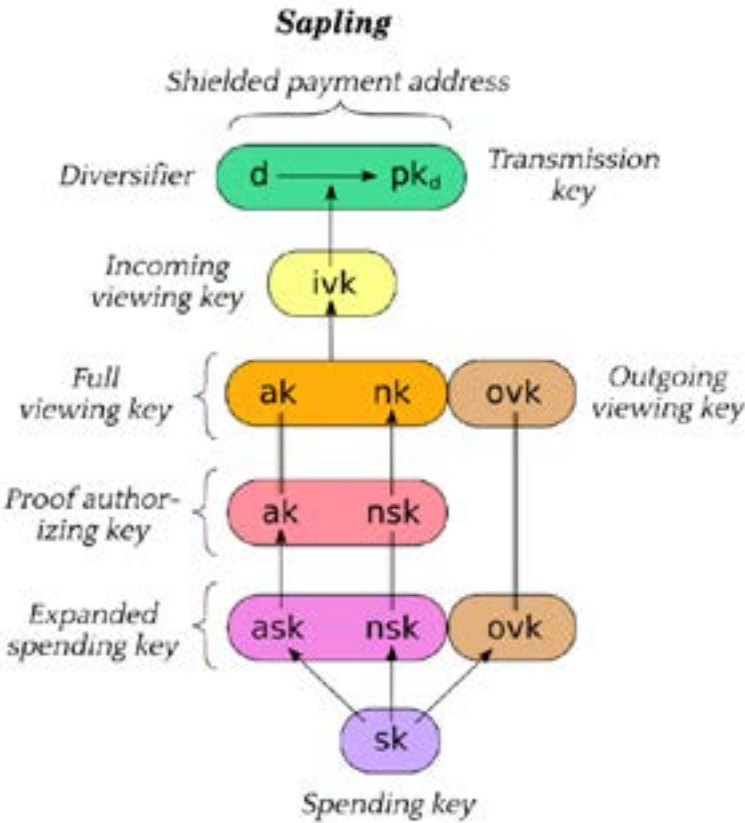 Sapling
Shielded payment address
Diversifier
d
pkd
Transmission
key
Incoming
viewing key
ivk
Full
viewing key
ak
nk
ovk
Outgoing
viewing key
Proof author-
izing key
ak
nsk
Expanded
spending key
ask
nsk
ovk
sk
Spending key